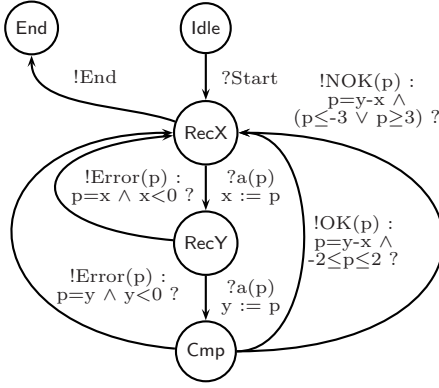 End
Idle
!End
?Start
!NOK(p) :
p=y-x ∧
(p≤-3 ∨ p≥3) ?
RecX
!Error(p) :
p=x ∧ x<0 ?
?a(p)
x := p
!OK(p) :
p=y-x ∧
-2≤p≤2 ?
RecY
!Error(p) :
p=y ∧ y<0 ?
?a(p)
y := p
Cmp